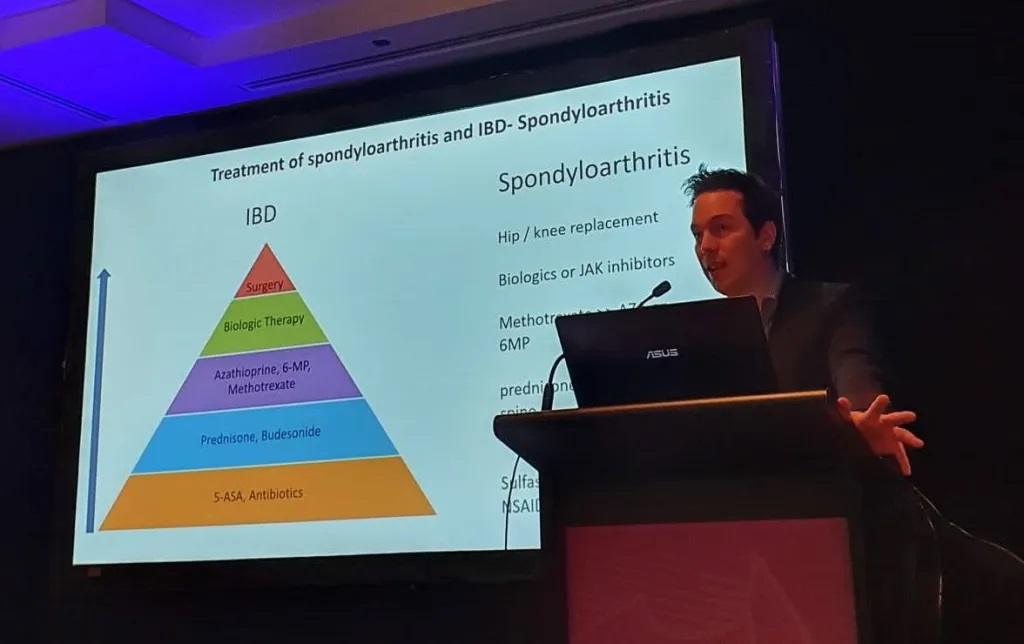 Treatment of spondyloarthritis and IBD- Spondyloarthritis
IBD
Surgery
Biologic Therapy
Azathioprine, 6-MP,
Methotrexate
Prednisone, Budesonide
5-ASA, Antibiotics
Spondyloarthritis
Hip / knee replacement
Biologics or JAK inhibitors
6MP
ASUS